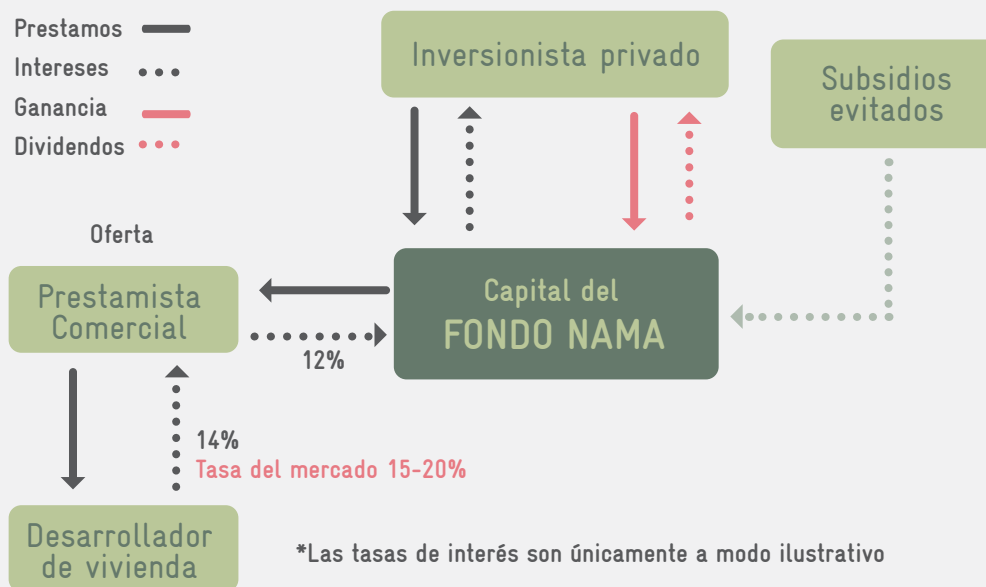 Prestamos
Intereses
Ganancia
Dividendos
Inversionista privado
Subsidios
evitados
Oferta
Prestamista
Comercial
Capital del
FONDO NAMA
12%
14%
Tasa del mercado 15-20%
Desarrollador
de vivienda
*Las tasas de interés son únicamente a modo ilustrativo